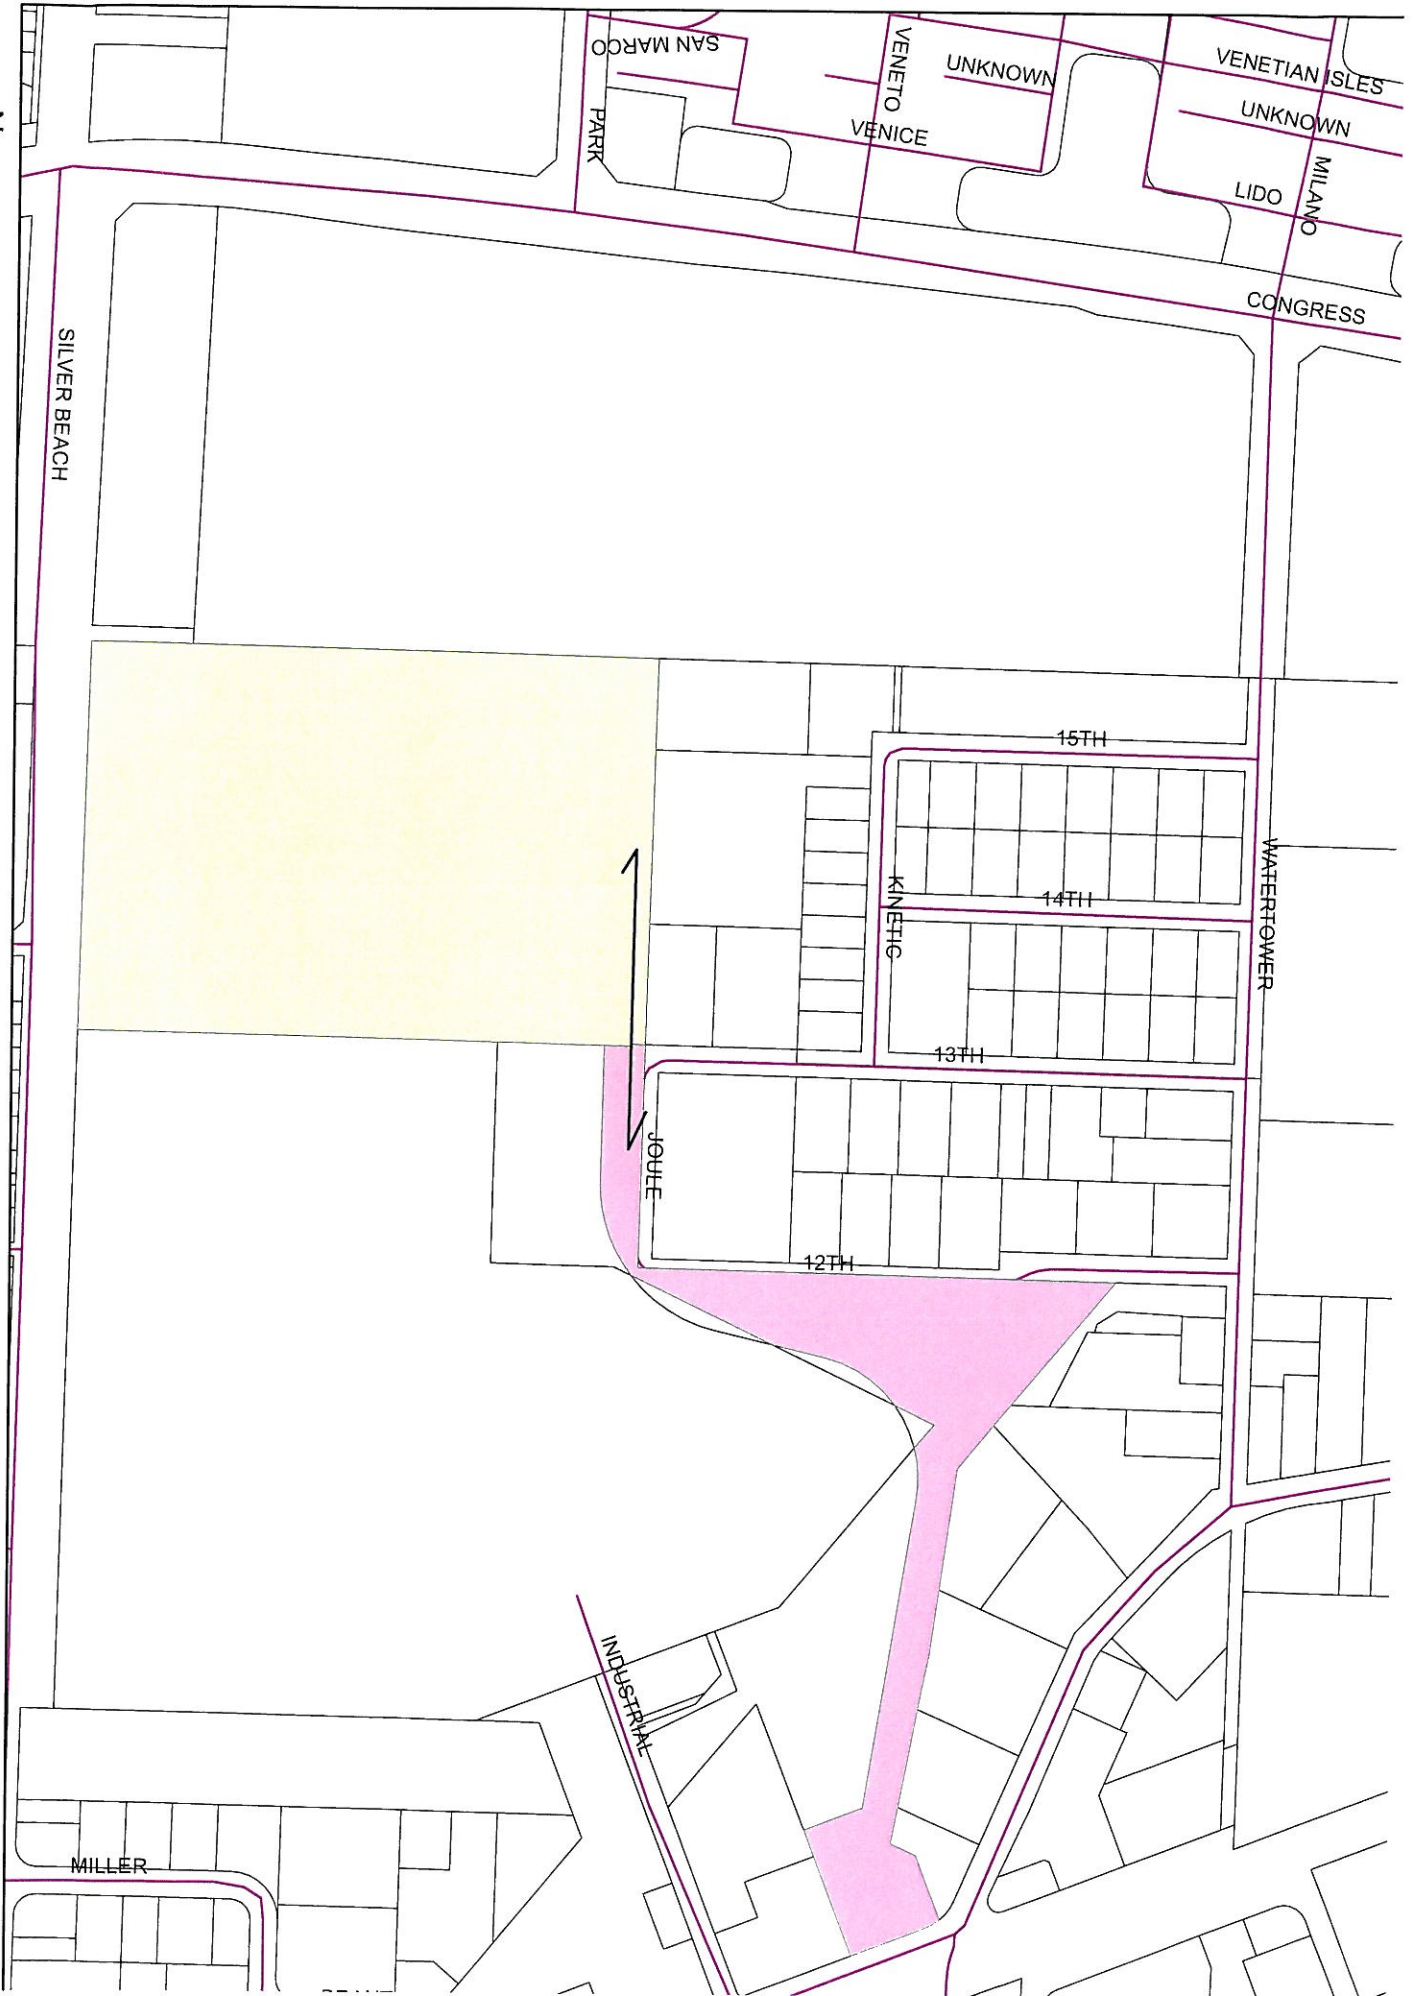 SAN MARCO
VENETO
UNKNOWN
VENETIAN ISLES
UNKNOWN
PARK
VENICE
MILANO
LIDO
CONGRESS
SILVER BEACH
15TH
WATERTOWER
KINETIC
14TH
13TH
JOULE
12TH
INDUSTRIAL
MILLER